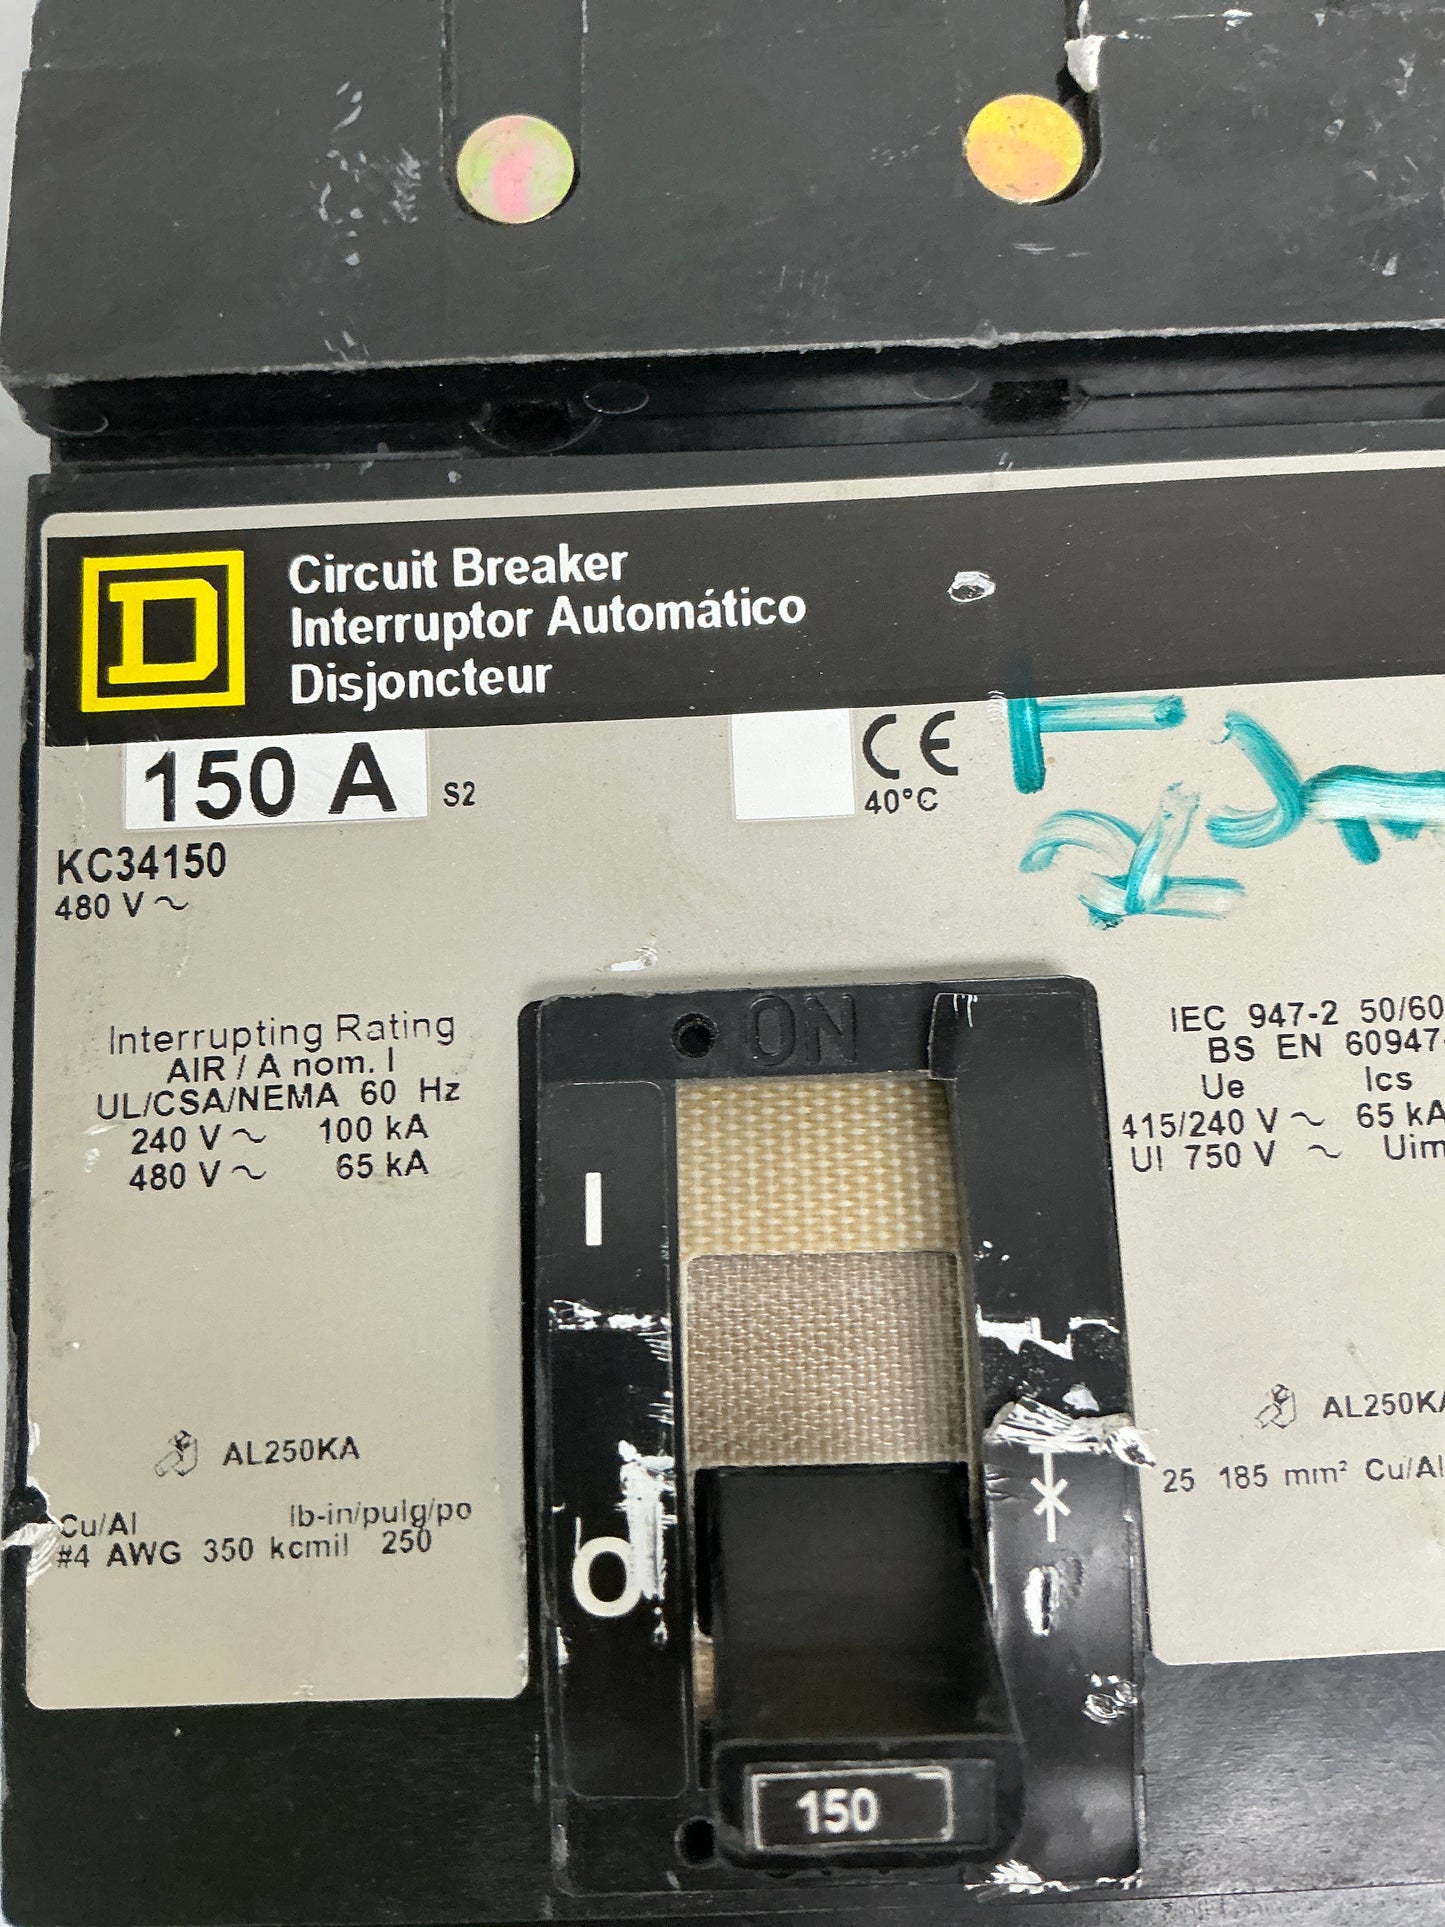 D
Circuit Breaker
Interruptor Automático
Disjoncteur
150 A S2
CE
40°C
KC34150
480 V ~
Interrupting Rating
AIR / A nom. I
UL/CSA/NEMA 60 Hz
240 V ~ 100 kA
480 V ~ 65 kA
AL250KA
Cu/Al lb-in/pulg/po
#4 AWG 350 kcmil 250
ON
I
O
150
IEC 947-2 50/60
BS EN 60947-
Ue Ics
415/240 V ~ 65 kA
UI 750 V ~ Uim
AL250KA
25 185 mm² Cu/Al